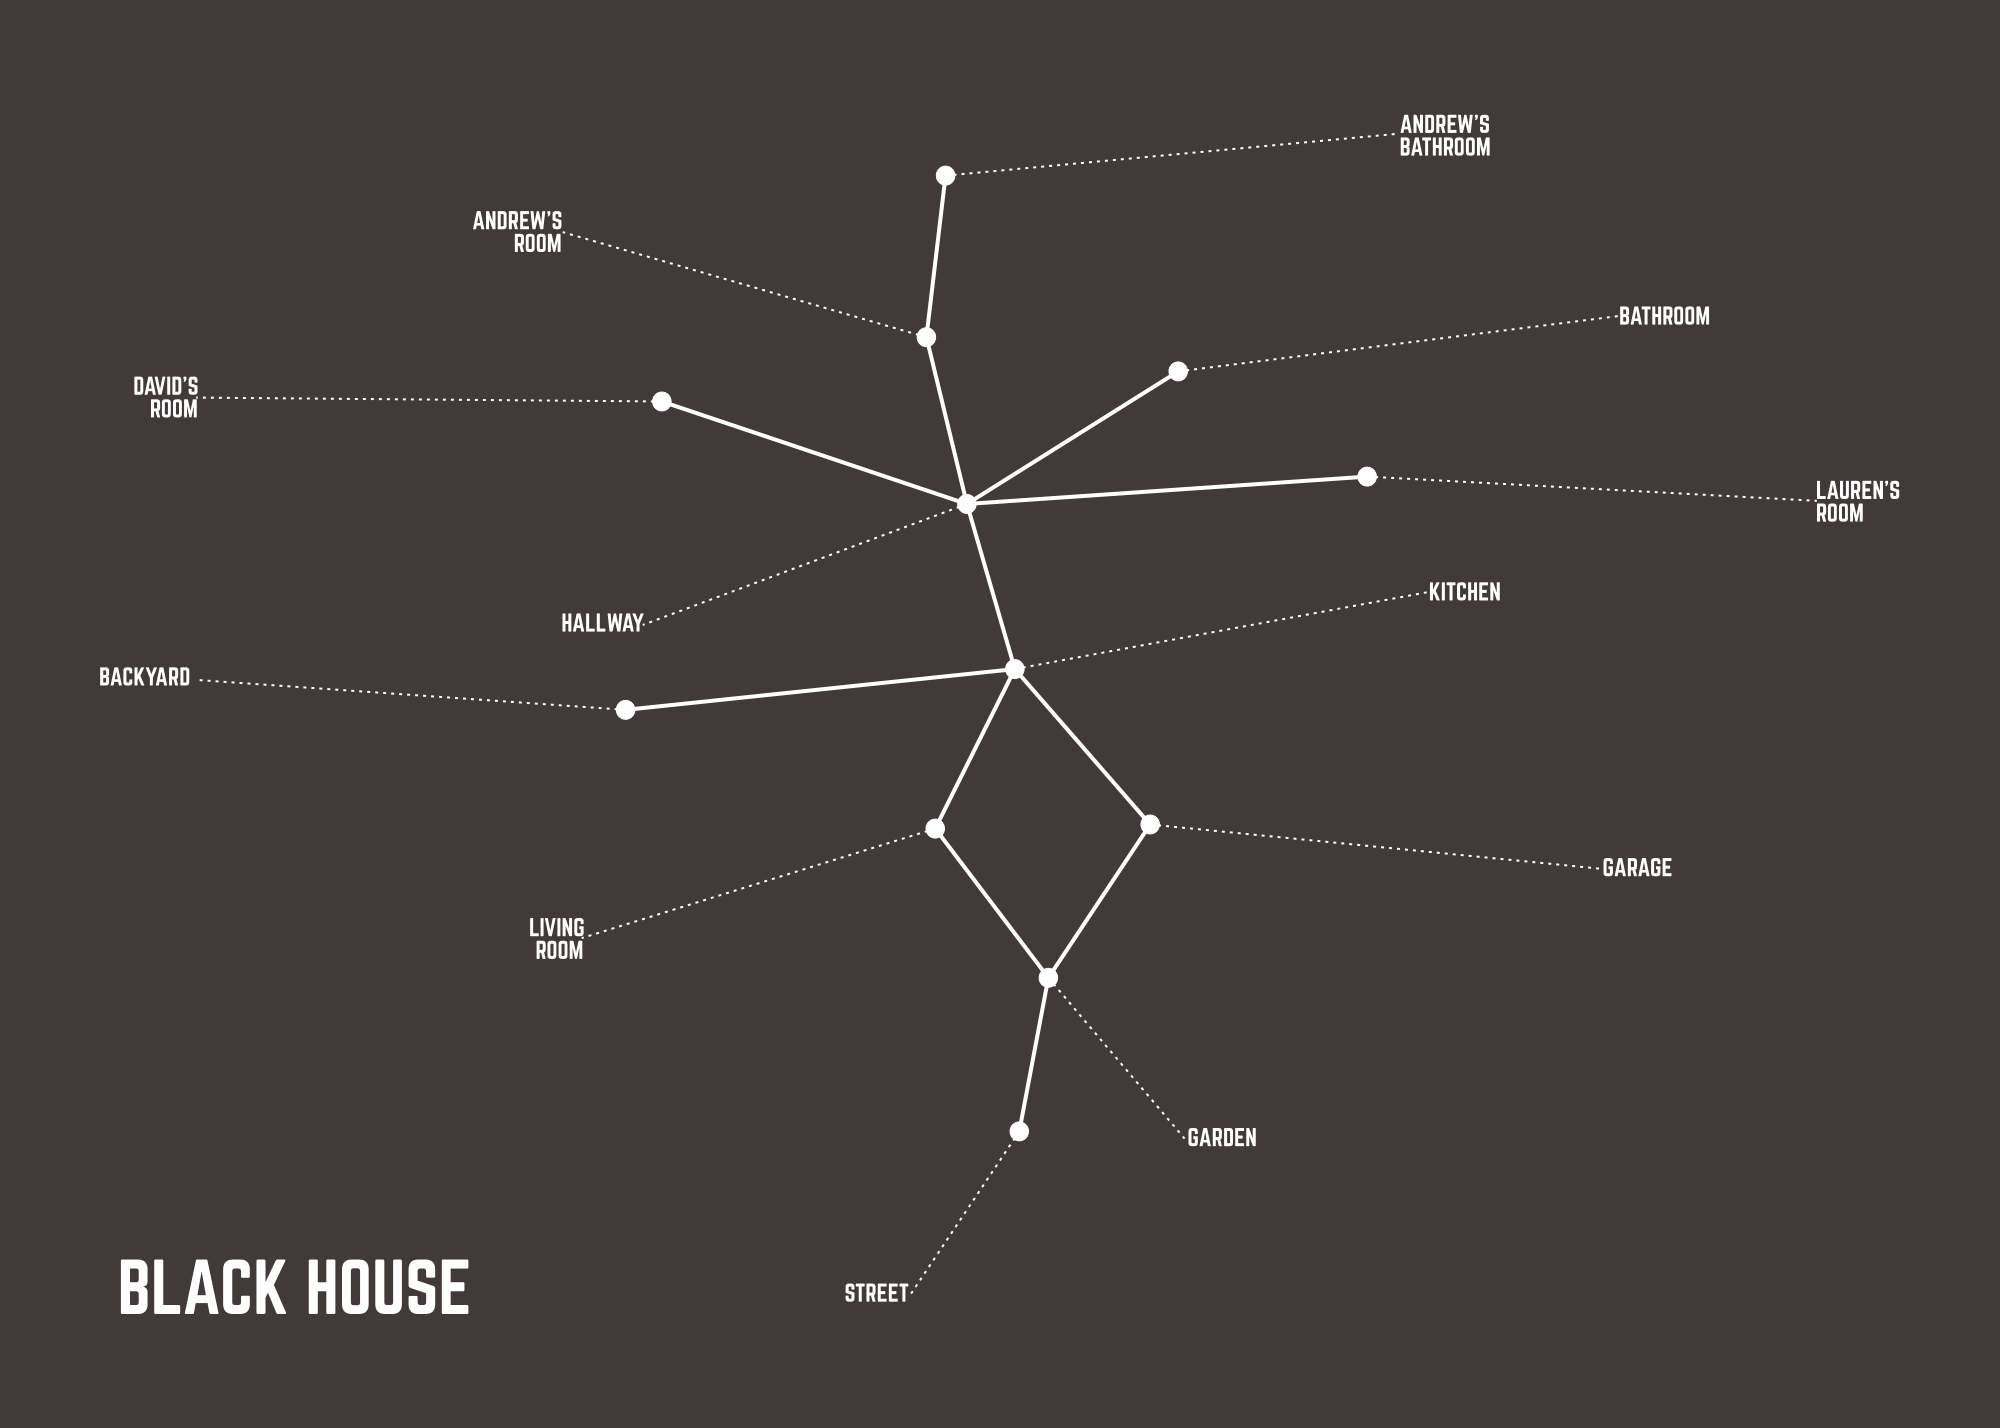 ANDREW'S
BATHROOM
ANDREW'S
ROOM
BATHROOM
DAVID'S
ROOM
LAUREN'S
ROOM
KITCHEN
HALLWAY
BACKYARD
GARAGE
LIVING
ROOM
GARDEN
STREET
BLACK HOUSE